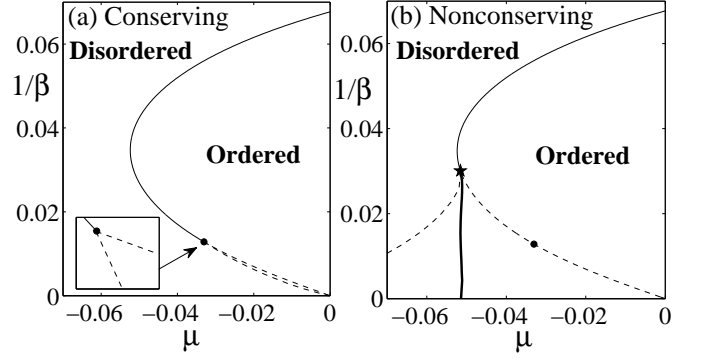 (a) Conserving
Disordered
0.06
1/β
0.04
Ordered
0.02
0
−0.06
−0.04
−0.02
0
μ
(b) Nonconserving
Disordered
0.06
1/β
0.04
Ordered
0.02
0
−0.06
−0.04
−0.02
0
μ